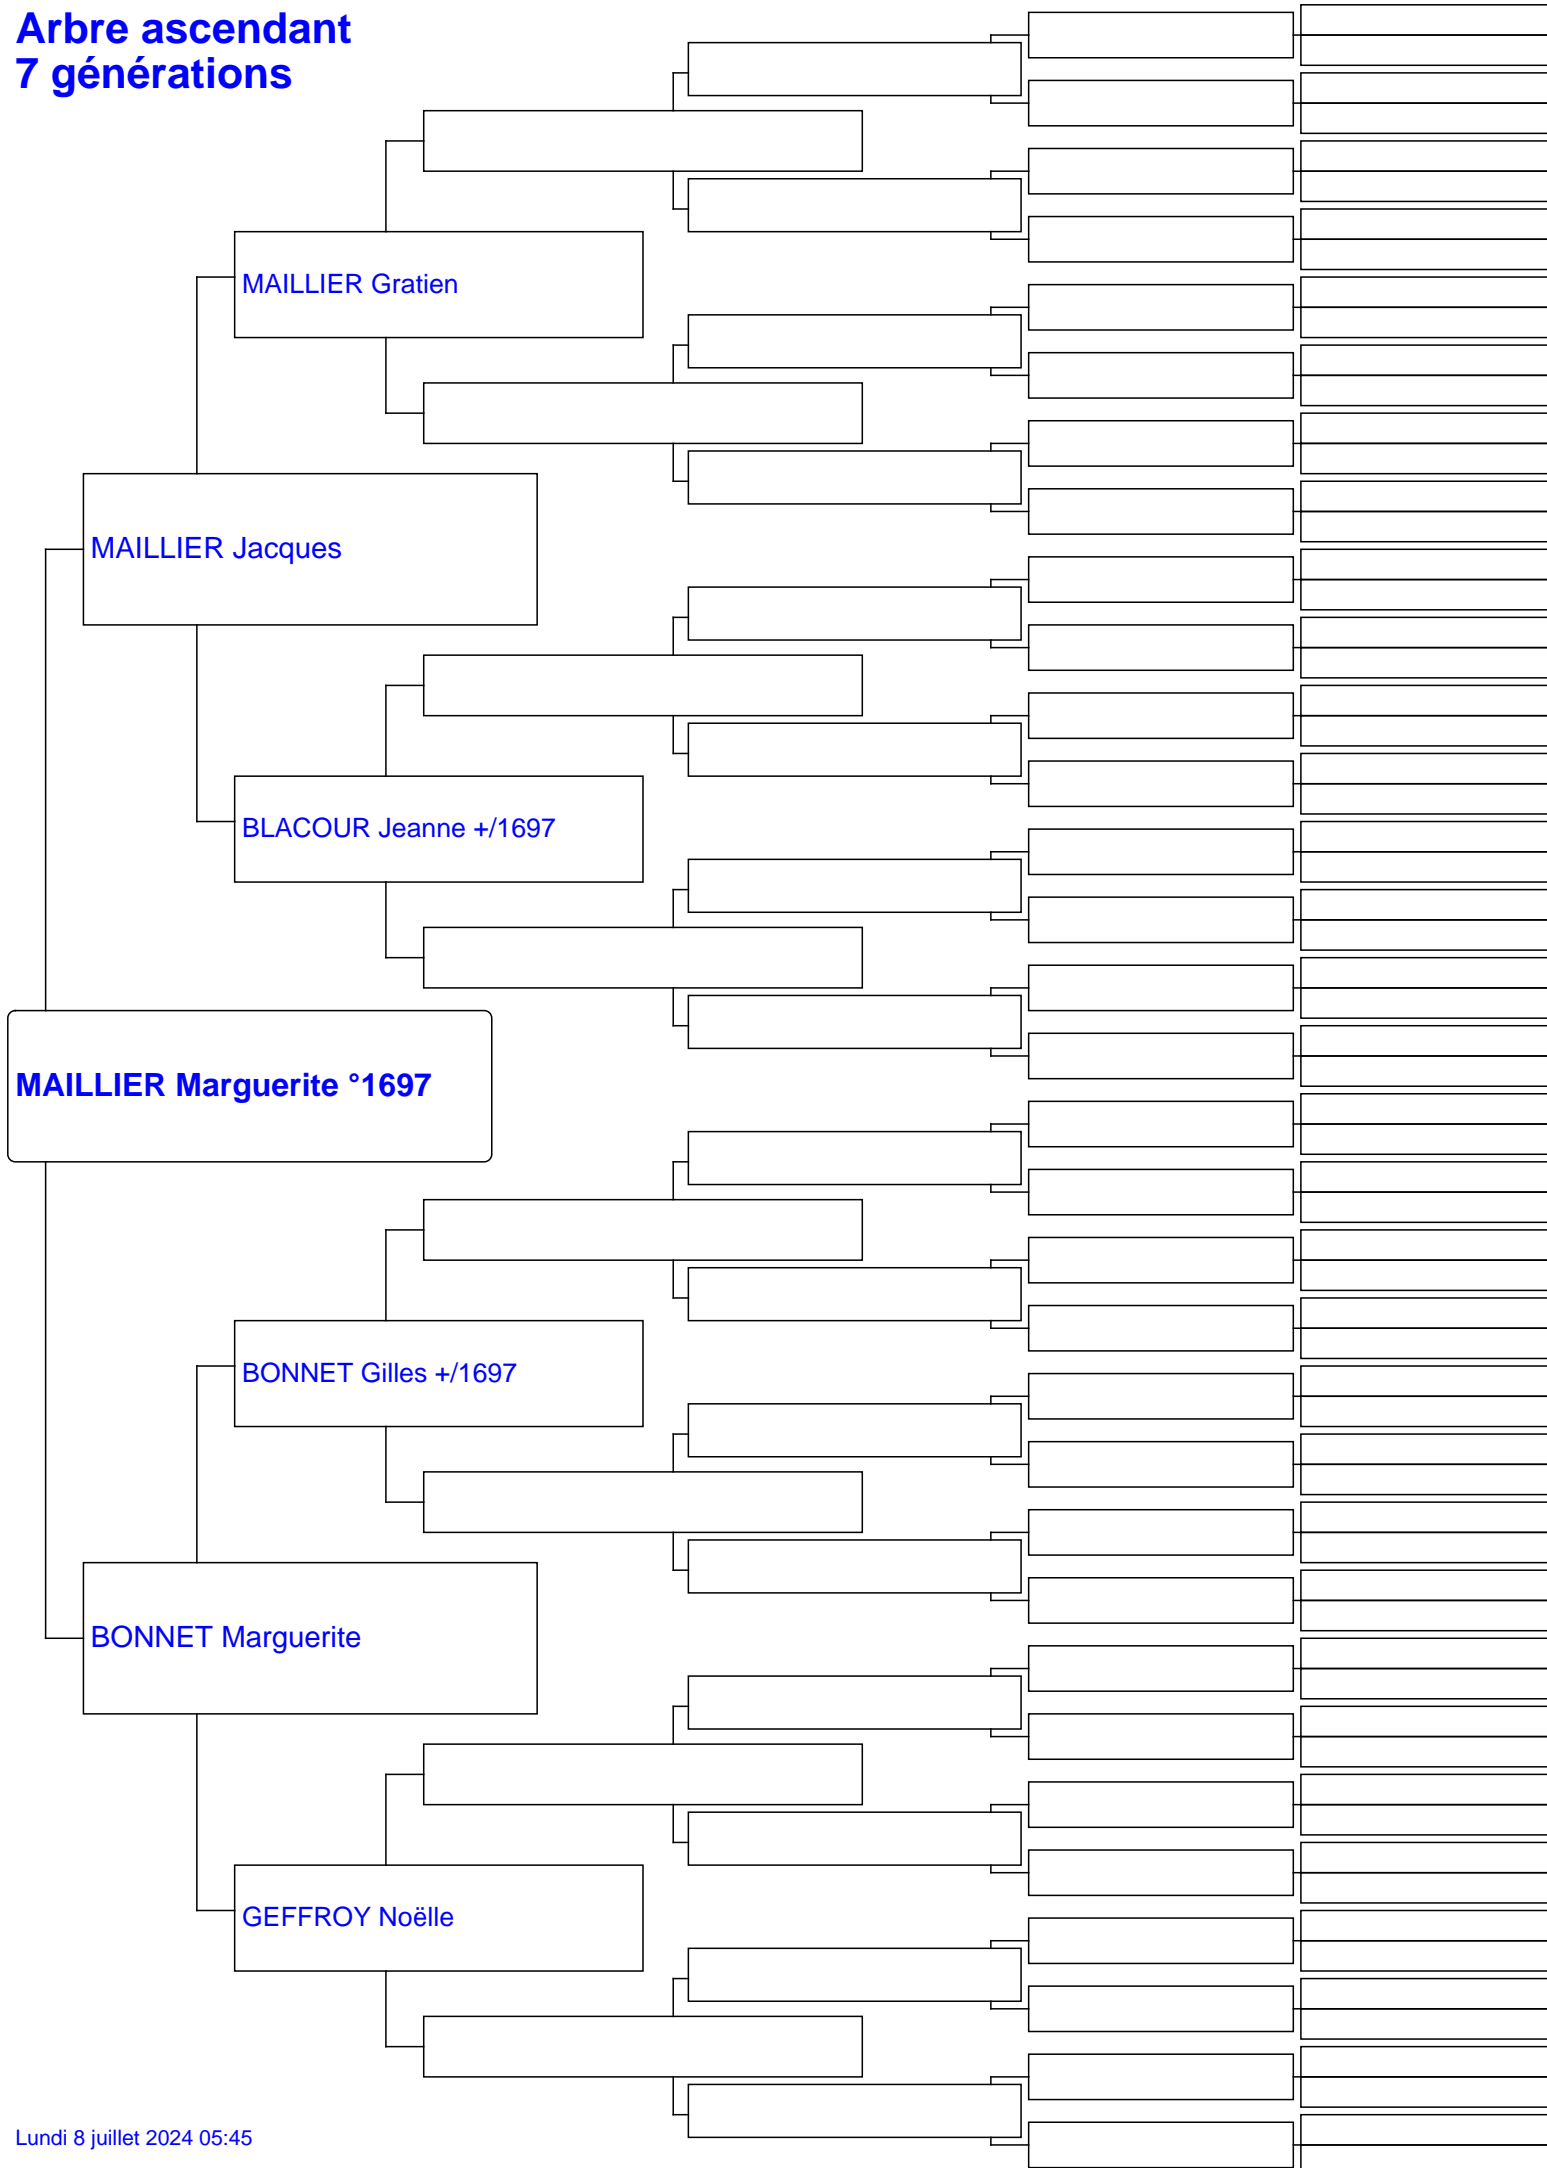 Arbre ascendant
7 générations
MAILLIER Gratien
MAILLIER Jacques
BLACOUR Jeanne +/1697
MAILLIER Marguerite °1697
BONNET Gilles +/1697
BONNET Marguerite
GEFFROY Noëlle
Lundi 8 juillet 2024 05:45